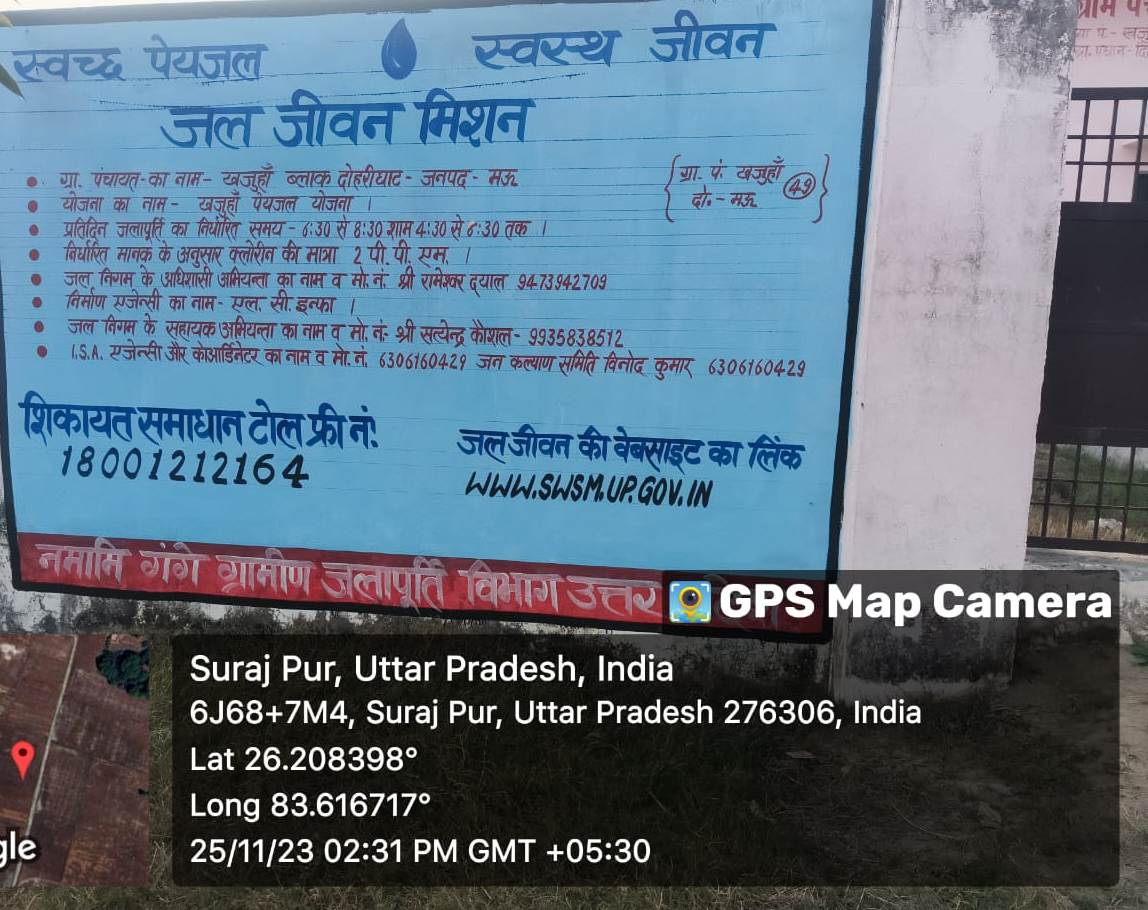 स्वच्छ पेयजल स्वस्थ जीवन
जल जीवन मिशन
ग्रा. पंचायत-का नाम- खजुहाँ ब्लाक दोहरीघाट- जनपद- मऊ
योजना का नाम- खजुहाँ पेयजल योजना ।
{ग्रा. पं. खजुहाँ
दो.- मऊ 49}
प्रतिदिन जलापूर्ति का निर्धारित समय- 6:30 से 8:30 शाम 4:30 से 6:30 तक ।
निर्धारित मानक के अनुसार क्लोरीन की मात्रा 2 पी. पी. एम. ।
जल निगम के अधिशासी अभियन्ता का नाम व मो. नं: श्री रामेश्वर दयाल 9473942709
निर्माण एजेन्सी का नाम- एल. सी. इन्फा ।
जल निगम के सहायक अभियन्ता का नाम व मो. नं:- श्री सत्येन्द्र कौशल- 9935838512
I.S.A. एजेन्सी और कोआर्डिनेटर का नाम व मो. नं. 6306160429 जन कल्याण समिति विनोद कुमार 6306160429
शिकायत समाधान टोल फ्री नं!
18001212164
जल जीवन की वेबसाइट का लिंक
WWW.SWSM.UP.GOV.IN
नमामि गंगे ग्रामीण जलापूर्ति विभाग उत्तर
GPS Map Camera
Suraj Pur, Uttar Pradesh, India
6J68+7M4, Suraj Pur, Uttar Pradesh 276306, India
Lat 26.208398°
Long 83.616717°
25/11/23 02:31 PM GMT +05:30